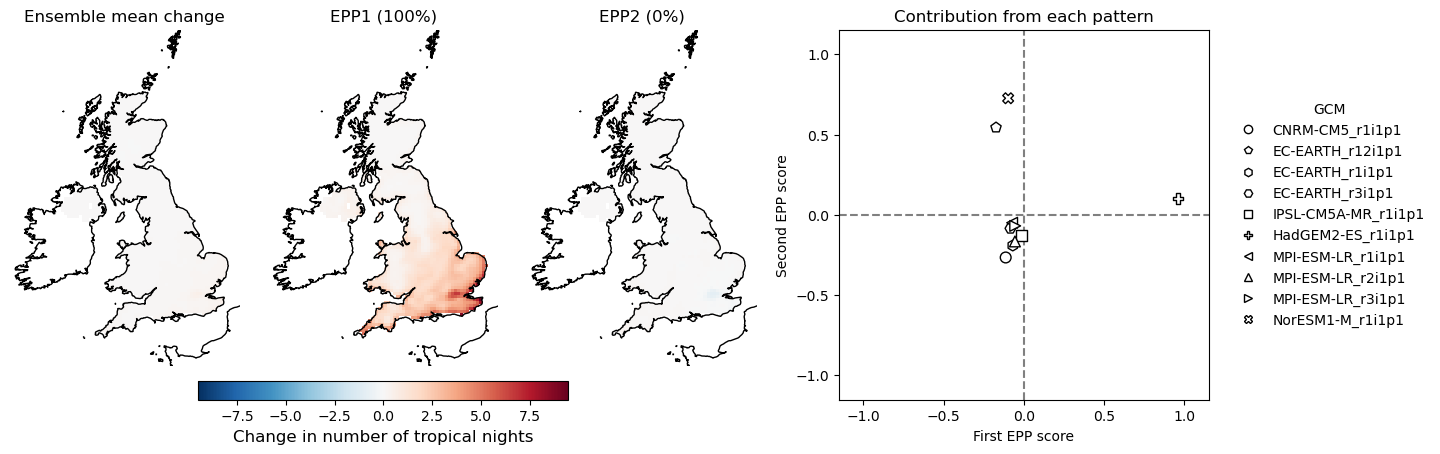 Ensemble mean change
EPP1 (100%)
EPP2 (0%)
−7.5 −5.0 −2.5 0.0 2.5 5.0 7.5
Change in number of tropical nights
Contribution from each pattern
Second EPP score
1.0
0.5
0.0
−0.5
−1.0
−1.0 −0.5 0.0 0.5 1.0
First EPP score
GCM
CNRM-CM5_r1i1p1
EC-EARTH_r12i1p1
EC-EARTH_r1i1p1
EC-EARTH_r3i1p1
IPSL-CM5A-MR_r1i1p1
HadGEM2-ES_r1i1p1
MPI-ESM-LR_r1i1p1
MPI-ESM-LR_r2i1p1
MPI-ESM-LR_r3i1p1
NorESM1-M_r1i1p1